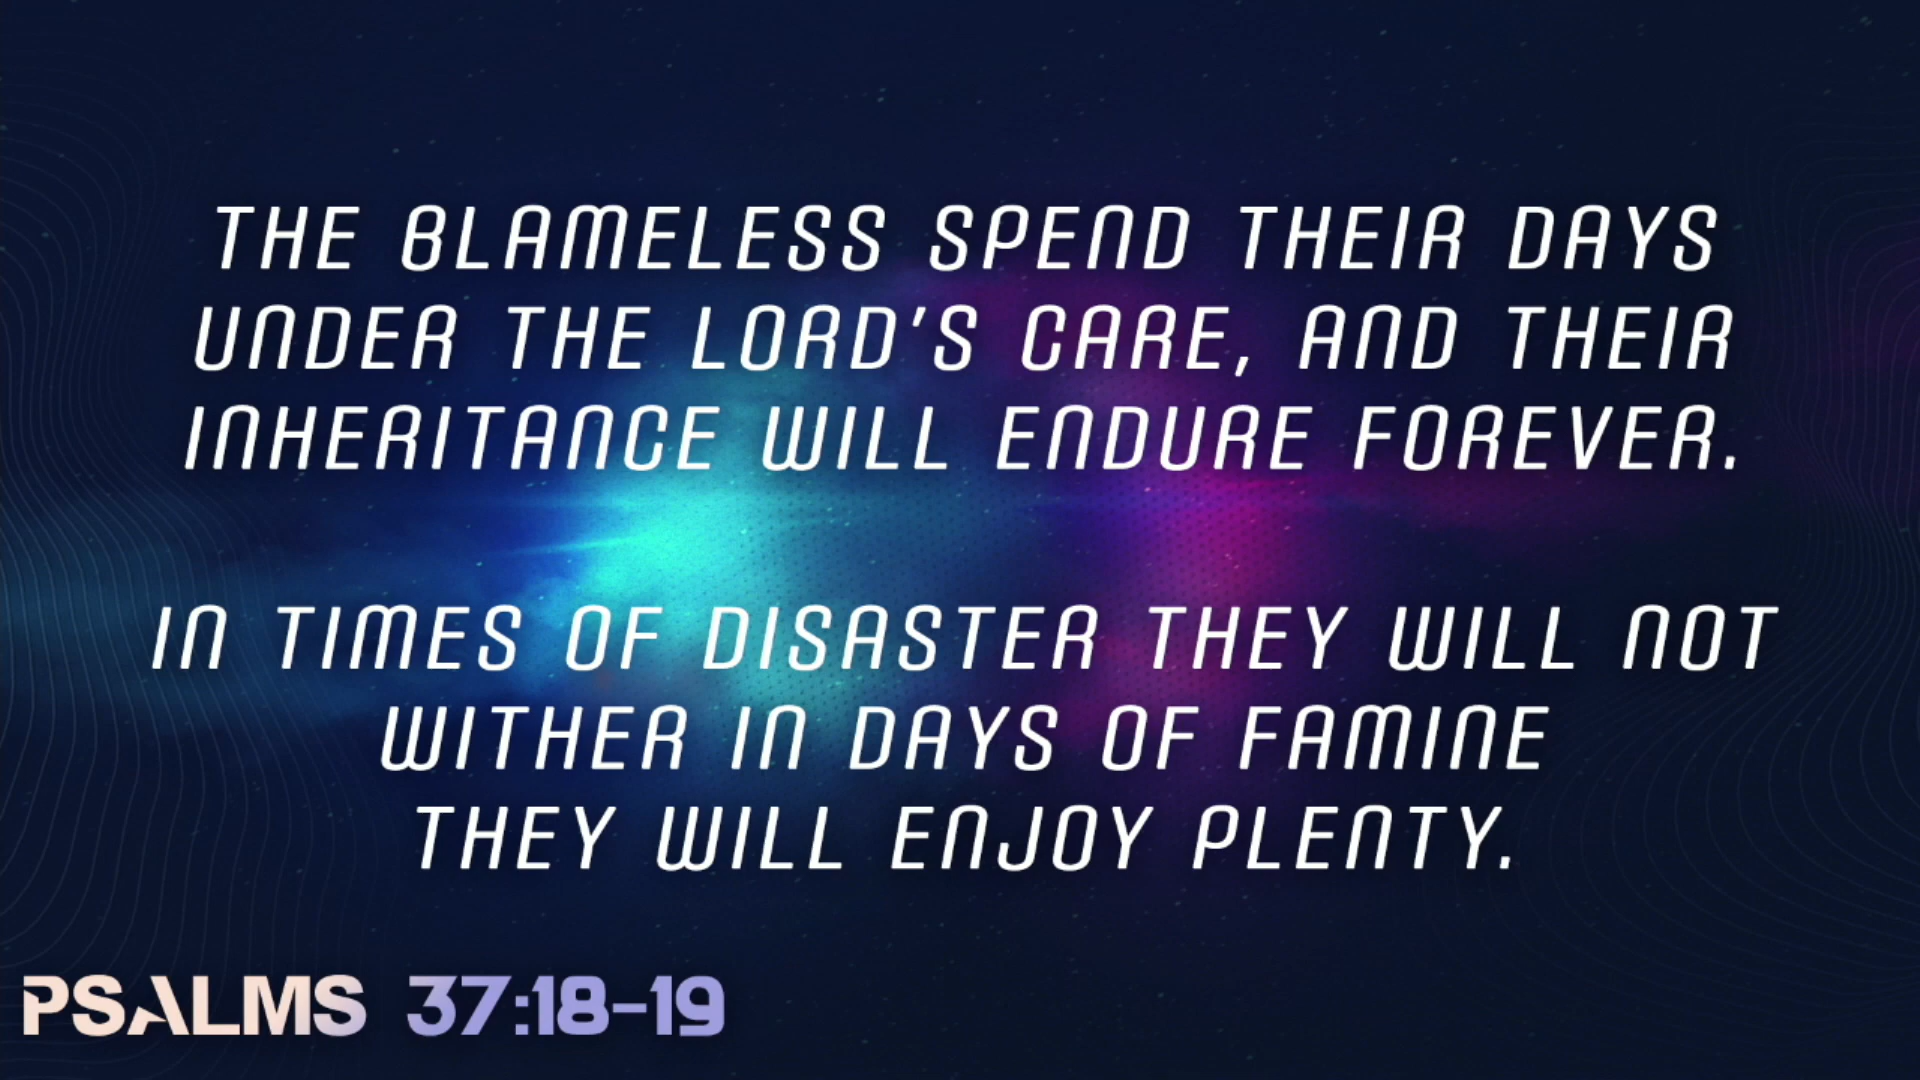 THE BLAMELESS SPEND THEIR DAYS
UNDER THE LORD'S CARE, AND THEIR
INHERITANCE WILL ENDURE FOREVER.
IN TIMES OF DISASTER THEY WILL NOT
WITHER IN DAYS OF FAMINE
THEY WILL ENJOY PLENTY.
PSALMS 37:18-19